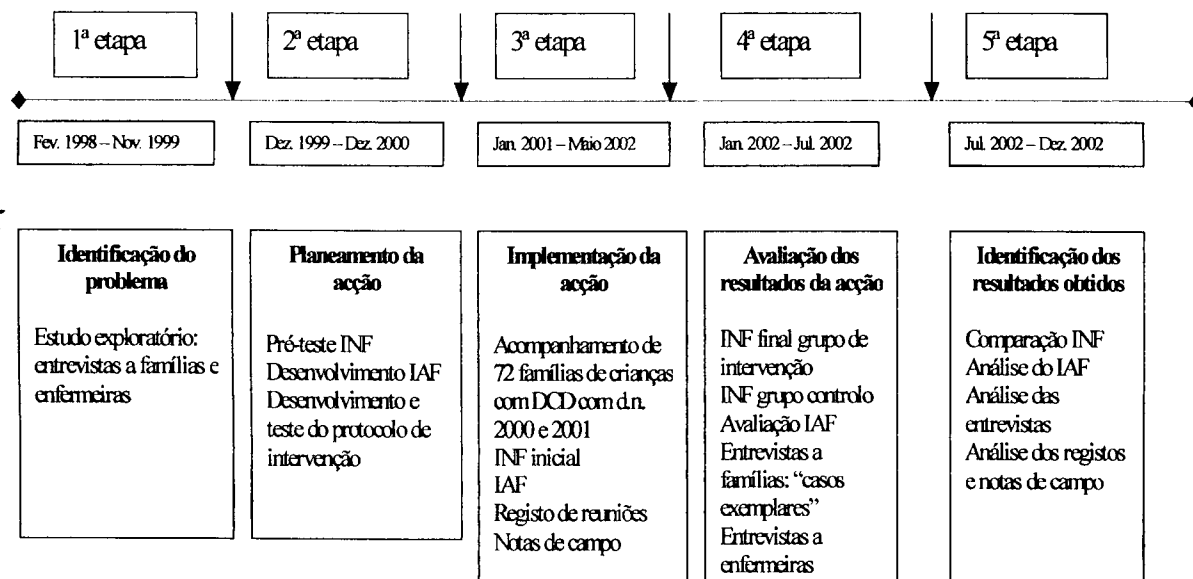 1ª etapa
2ª etapa
3ª etapa
4ª etapa
5ª etapa
Fev. 1998 – Nov. 1999
Dez. 1999 – Dez. 2000
Jan. 2001 – Maio 2002
Jan. 2002 – Jul. 2002
Jul. 2002 – Dez. 2002
Identificação do
problema
Estudo exploratório:
entrevistas a famílias e
enfermeiras
Planeamento da
acção
Pró-teste INF
Desenvolvimento IAF
Desenvolvimento e
teste do protocolo de
intervenção
Implementação da
acção
Acompanhamento de
72 famílias de crianças
com DCD com d.n.
2000 e 2001
INF inicial
IAF
Registo de reuniões
Notas de campo
Avaliação dos
resultados da acção
INF final grupo de
intervenção
INF grupo controlo
Avaliação IAF
Entrevistas a
famílias: “casos
exemplares”
Entrevistas a
enfermeiras
Identificação dos
resultados obtidos
Comparação INF
Análise do IAF
Análise das
entrevistas
Análise dos registos
e notas de campo